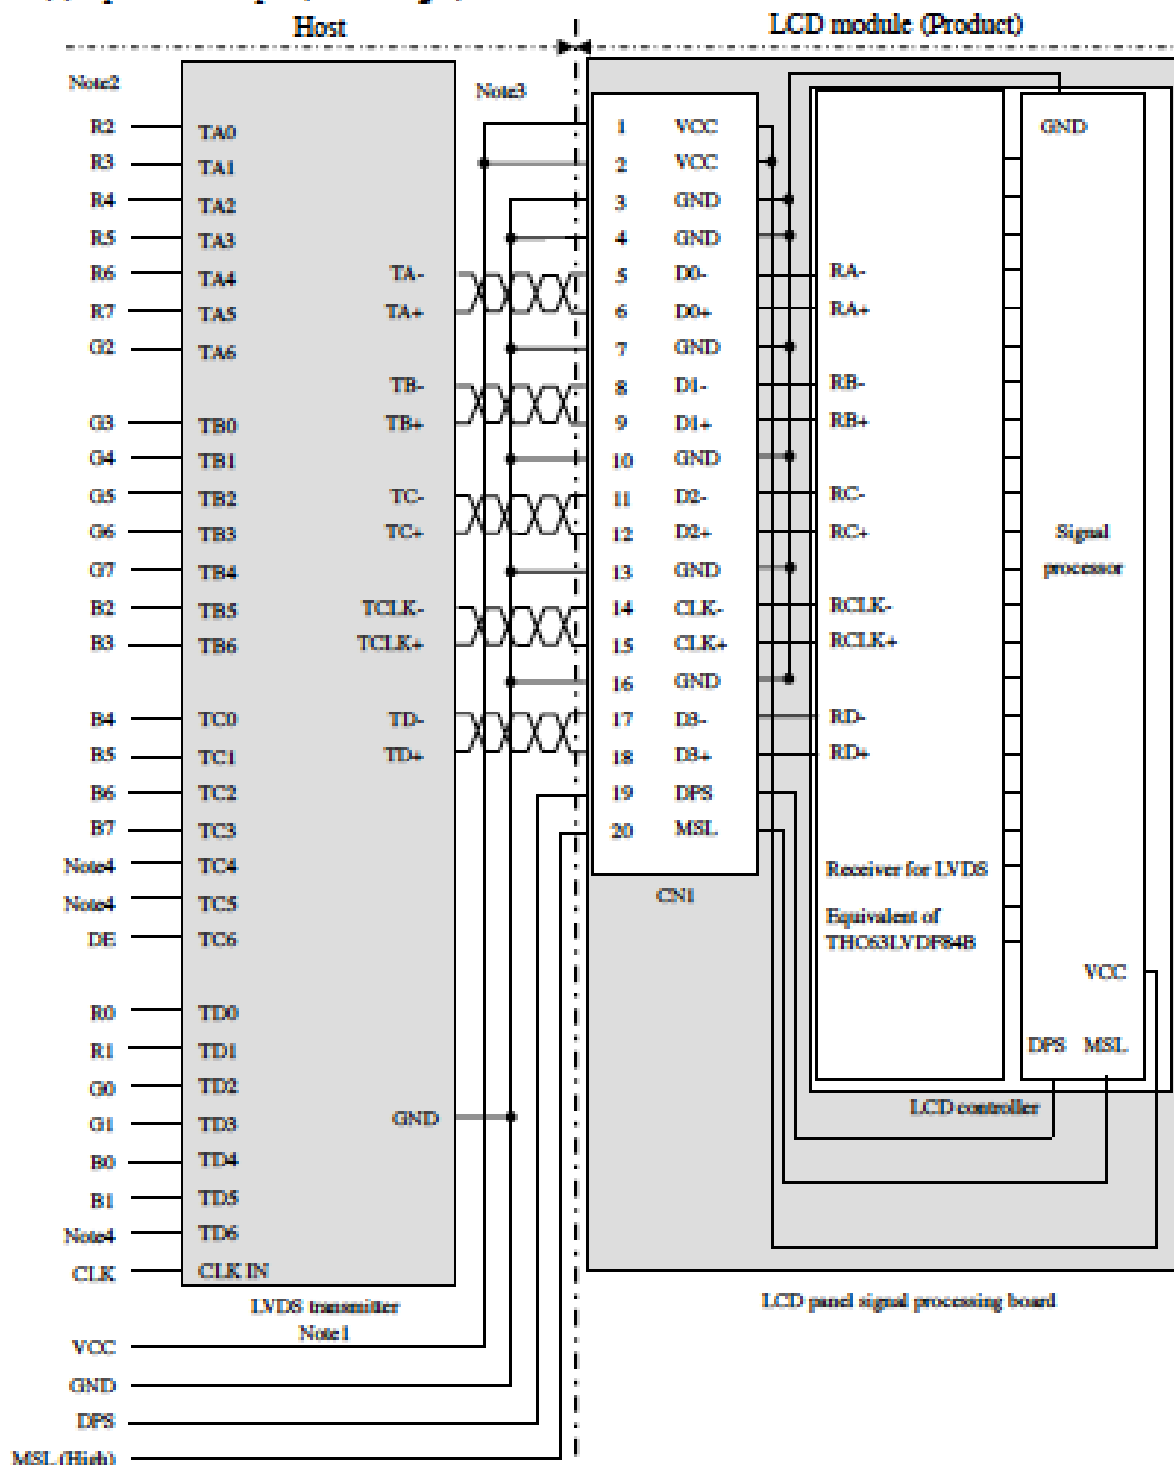 Host
LCD module (Product)
Note2
Note3
R2 TA0
R3 TA1
R4 TA2
R5 TA3
R6 TA4 TA-
R7 TA5 TA+
G2 TA6
TB-
G3 TB0 TB+
G4 TB1
G5 TB2 TC-
G6 TB3 TC+
G7 TB4
B2 TB5 TCLK-
B3 TB6 TCLK+
B4 TC0 TD-
B5 TC1 TD+
B6 TC2
B7 TC3
Note4 TC4
Note4 TC5
DE TC6
R0 TD0
R1 TD1
G0 TD2
G1 TD3 GND
B0 TD4
B1 TD5
Note4 TD6
CLK CLK IN
LVDS transmitter
Note1
VCC
GND
DPS
MSL (High)
1 VCC
2 VCC
3 GND
4 GND
5 D0- RA-
6 D0+ RA+
7 GND
8 D1- RB-
9 D1+ RB+
10 GND
11 D2- RC-
12 D2+ RC+
13 GND
14 CLK- RCLK-
15 CLK+ RCLK+
16 GND
17 D3- RD-
18 D3+ RD+
19 DPS
20 MSL
CN1
Receiver for LVDS
Equivalent of
THC63LVDF84B
GND
Signal
processor
VCC
DPS MSL
LCD controller
LCD panel signal processing board